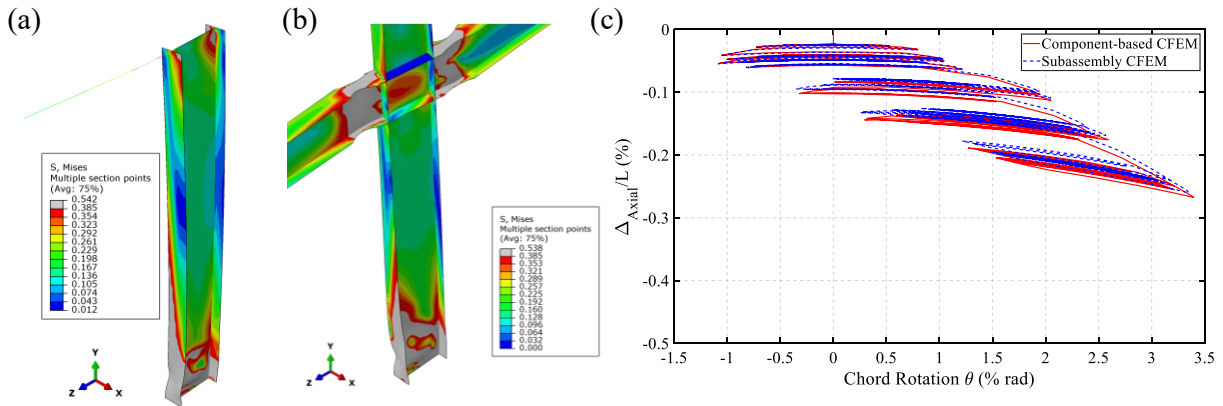 (a)
S, Mises
Multiple section points
(Avg: 75%)
0.542
0.385
0.354
0.323
0.292
0.261
0.229
0.198
0.167
0.136
0.105
0.074
0.043
0.012
Y
Z
X
(b)
S, Mises
Multiple section points
(Avg: 75%)
0.538
0.385
0.353
0.321
0.289
0.257
0.225
0.192
0.160
0.128
0.096
0.064
0.032
0.000
Y
Z
X
(c)
Component-based CFEM
Subassembly CFEM
Δ_Axial/L (%)
0
-0.1
-0.2
-0.3
-0.4
-0.5
-1.5 -1 -0.5 0 0.5 1 1.5 2 2.5 3 3.5
Chord Rotation θ (% rad)